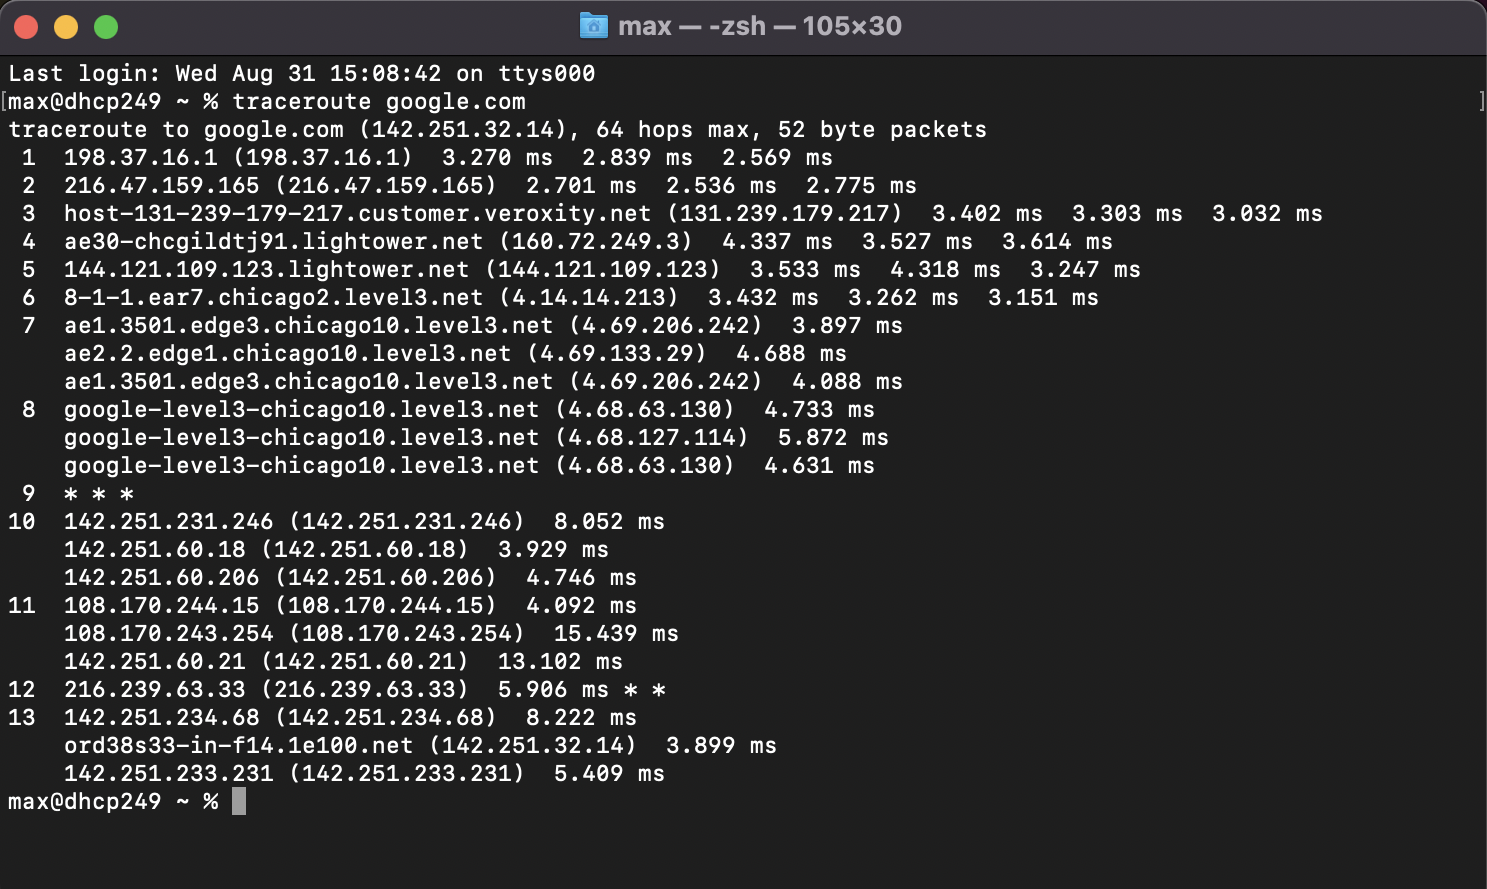 max — -zsh — 105×30
Last login: Wed Aug 31 15:08:42 on ttys000
[max@dhcp249 ~ % traceroute google.com ]
traceroute to google.com (142.251.32.14), 64 hops max, 52 byte packets
 1  198.37.16.1 (198.37.16.1)  3.270 ms  2.839 ms  2.569 ms
 2  216.47.159.165 (216.47.159.165)  2.701 ms  2.536 ms  2.775 ms
 3  host-131-239-179-217.customer.veroxity.net (131.239.179.217)  3.402 ms  3.303 ms  3.032 ms
 4  ae30-chcgildtj91.lightower.net (160.72.249.3)  4.337 ms  3.527 ms  3.614 ms
 5  144.121.109.123.lightower.net (144.121.109.123)  3.533 ms  4.318 ms  3.247 ms
 6  8-1-1.ear7.chicago2.level3.net (4.14.14.213)  3.432 ms  3.262 ms  3.151 ms
 7  ae1.3501.edge3.chicago10.level3.net (4.69.206.242)  3.897 ms
    ae2.2.edge1.chicago10.level3.net (4.69.133.29)  4.688 ms
    ae1.3501.edge3.chicago10.level3.net (4.69.206.242)  4.088 ms
 8  google-level3-chicago10.level3.net (4.68.63.130)  4.733 ms
    google-level3-chicago10.level3.net (4.68.127.114)  5.872 ms
    google-level3-chicago10.level3.net (4.68.63.130)  4.631 ms
 9  * * *
10  142.251.231.246 (142.251.231.246)  8.052 ms
    142.251.60.18 (142.251.60.18)  3.929 ms
    142.251.60.206 (142.251.60.206)  4.746 ms
11  108.170.244.15 (108.170.244.15)  4.092 ms
    108.170.243.254 (108.170.243.254)  15.439 ms
    142.251.60.21 (142.251.60.21)  13.102 ms
12  216.239.63.33 (216.239.63.33)  5.906 ms * *
13  142.251.234.68 (142.251.234.68)  8.222 ms
    ord38s33-in-f14.1e100.net (142.251.32.14)  3.899 ms
    142.251.233.231 (142.251.233.231)  5.409 ms
max@dhcp249 ~ %